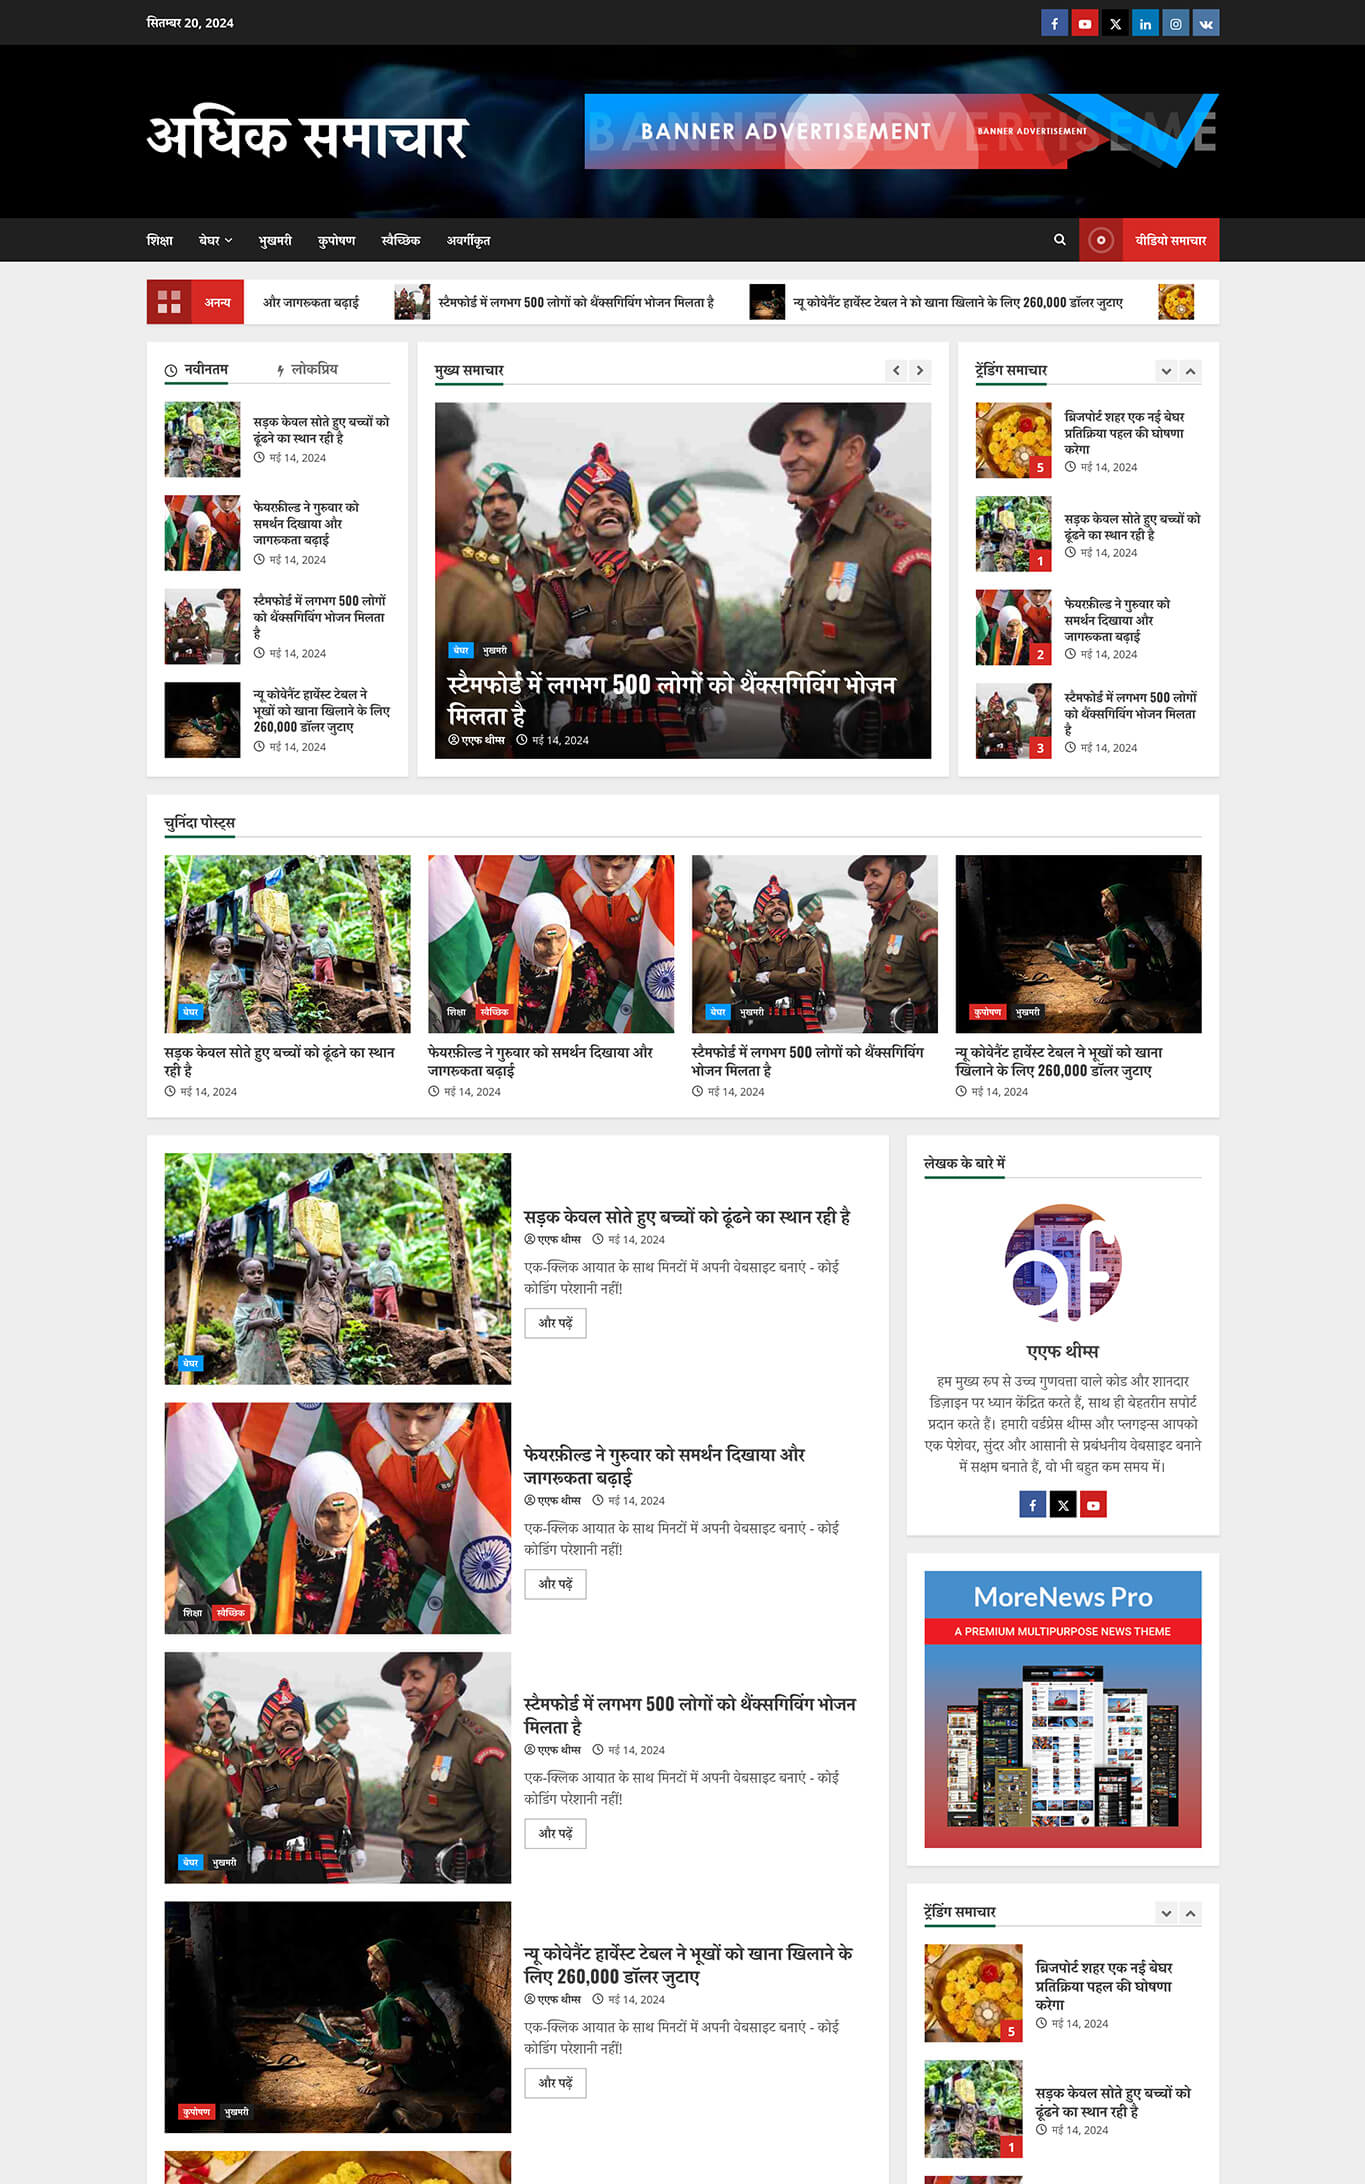 सितम्बर 20, 2024
अधिक समाचार
BANNER ADVERTISEMENT
BANNER ADVERTISEMENT
शिक्षा बेघर भुखमरी कुपोषण स्वैच्छिक अवर्गीकृत
वीडियो समाचार
अनन्य
और जागरूकता बढ़ाई
स्टैमफोर्ड में लगभग 500 लोगों को थैंक्सगिविंग भोजन मिलता है
न्यू कोवेनैंट हार्वेस्ट टेबल ने को खाना खिलाने के लिए 260,000 डॉलर जुटाए
नवीनतम लोकप्रिय
सड़क केवल सोते हुए बच्चों को
ढूंढने का स्थान रही है
मई 14, 2024
फेयरफ़ील्ड ने गुरुवार को
समर्थन दिखाया और
जागरूकता बढ़ाई
मई 14, 2024
स्टैमफोर्ड में लगभग 500 लोगों
को थैंक्सगिविंग भोजन मिलता
है
मई 14, 2024
न्यू कोवेनैंट हार्वेस्ट टेबल ने
भूखों को खाना खिलाने के लिए
260,000 डॉलर जुटाए
मई 14, 2024
मुख्य समाचार
बेघर भुखमरी
स्टैमफोर्ड में लगभग 500 लोगों को थैंक्सगिविंग भोजन
मिलता है
एएफ थीम्स मई 14, 2024
ट्रेंडिंग समाचार
ब्रिजपोर्ट शहर एक नई बेघर
प्रतिक्रिया पहल की घोषणा
करेगा
मई 14, 2024
5
सड़क केवल सोते हुए बच्चों को
ढूंढने का स्थान रही है
मई 14, 2024
1
फेयरफ़ील्ड ने गुरुवार को
समर्थन दिखाया और
जागरूकता बढ़ाई
मई 14, 2024
2
स्टैमफोर्ड में लगभग 500 लोगों
को थैंक्सगिविंग भोजन मिलता
है
मई 14, 2024
3
चुनिंदा पोस्ट्स
बेघर
सड़क केवल सोते हुए बच्चों को ढूंढने का स्थान
रही है
मई 14, 2024
शिक्षा स्वैच्छिक
फेयरफ़ील्ड ने गुरुवार को समर्थन दिखाया और
जागरूकता बढ़ाई
मई 14, 2024
बेघर भुखमरी
स्टैमफोर्ड में लगभग 500 लोगों को थैंक्सगिविंग
भोजन मिलता है
मई 14, 2024
कुपोषण भुखमरी
न्यू कोवेनैंट हार्वेस्ट टेबल ने भूखों को खाना
खिलाने के लिए 260,000 डॉलर जुटाए
मई 14, 2024
बेघर
सड़क केवल सोते हुए बच्चों को ढूंढने का स्थान रही है
एएफ थीम्स मई 14, 2024
एक-क्लिक आयात के साथ मिनटों में अपनी वेबसाइट बनाएं - कोई
कोडिंग परेशानी नहीं!
और पढ़ें
शिक्षा स्वैच्छिक
फेयरफ़ील्ड ने गुरुवार को समर्थन दिखाया और
जागरूकता बढ़ाई
एएफ थीम्स मई 14, 2024
एक-क्लिक आयात के साथ मिनटों में अपनी वेबसाइट बनाएं - कोई
कोडिंग परेशानी नहीं!
और पढ़ें
बेघर भुखमरी
स्टैमफोर्ड में लगभग 500 लोगों को थैंक्सगिविंग भोजन
मिलता है
एएफ थीम्स मई 14, 2024
एक-क्लिक आयात के साथ मिनटों में अपनी वेबसाइट बनाएं - कोई
कोडिंग परेशानी नहीं!
और पढ़ें
कुपोषण भुखमरी
न्यू कोवेनैंट हार्वेस्ट टेबल ने भूखों को खाना खिलाने के
लिए 260,000 डॉलर जुटाए
एएफ थीम्स मई 14, 2024
एक-क्लिक आयात के साथ मिनटों में अपनी वेबसाइट बनाएं - कोई
कोडिंग परेशानी नहीं!
और पढ़ें
लेखक के बारे में
af
एएफ थीम्स
हम मुख्य रूप से उच्च गुणवत्ता वाले कोड और शानदार
डिज़ाइन पर ध्यान केंद्रित करते हैं, साथ ही बेहतरीन सपोर्ट
प्रदान करते हैं। हमारी वर्डप्रेस थीम्स और प्लगइन्स आपको
एक पेशेवर, सुंदर और आसानी से प्रबंधनीय वेबसाइट बनाने
में सक्षम बनाते हैं, वो भी बहुत कम समय में।
MoreNews Pro
A PREMIUM MULTIPURPOSE NEWS THEME
ट्रेंडिंग समाचार
ब्रिजपोर्ट शहर एक नई बेघर
प्रतिक्रिया पहल की घोषणा
करेगा
मई 14, 2024
5
सड़क केवल सोते हुए बच्चों को
ढूंढने का स्थान रही है
मई 14, 2024
1